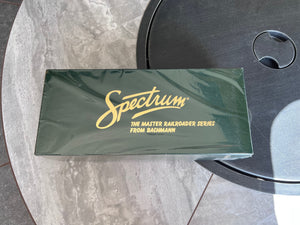 Spectrum
THE MASTER RAILROADER SERIES
FROM BACHMANN